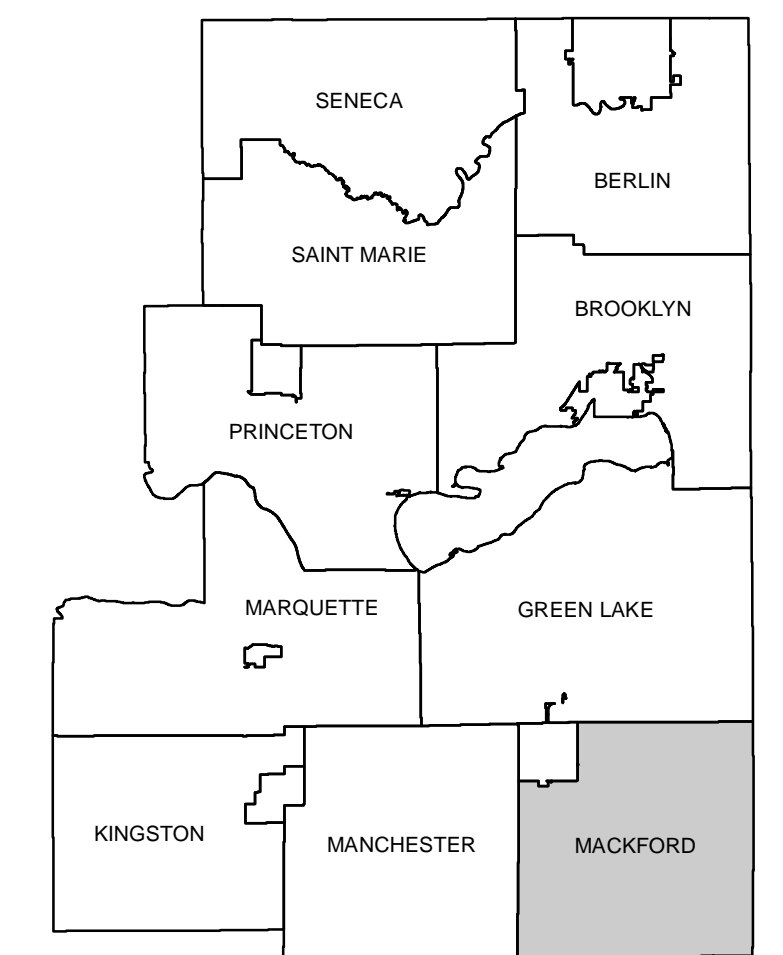 SENECA
BERLIN
SAINT MARIE
BROOKLYN
PRINCETON
MARQUETTE
GREEN LAKE
KINGSTON
MANCHESTER
MACKFORD